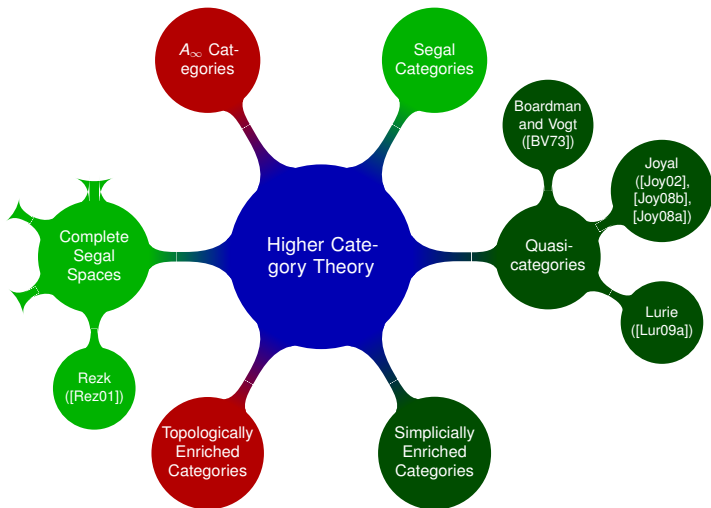 A∞ Cat-
egories
Segal
Categories
Boardman
and Vogt
([BV73])
Joyal
([Joy02],
[Joy08b],
[Joy08a])
Complete
Segal
Spaces
Higher Cate-
gory Theory
Quasi-
categories
Lurie
([Lur09a])
Rezk
([Rez01])
Topologically
Enriched
Categories
Simplicially
Enriched
Categories